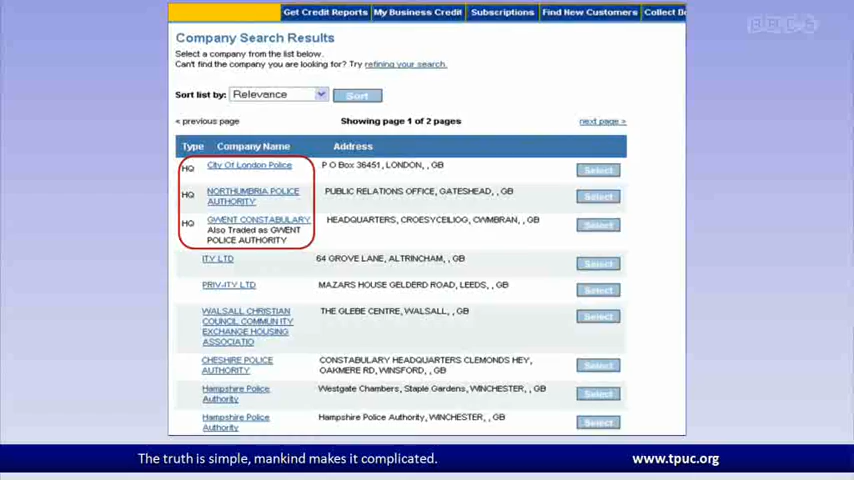 Get Credit Reports My Business Credit Subscriptions Find New Customers Collect
Company Search Results
Select a company from the list below.
Can't find the company you are looking for? Try refining your search.
Sort list by: Relevance Sort
< previous page Showing page 1 of 2 pages next page >
Type Company Name Address
HQ City Of London Police P O Box 36451, LONDON, , GB Select
HQ NORTHUMBRIA POLICE AUTHORITY PUBLIC RELATIONS OFFICE, GATESHEAD, , GB Select
HQ GWENT CONSTABULARY HEADQUARTERS, CROESYCEILIOG, CWMBRAN, , GB Select
Also Traded as GWENT
POLICE AUTHORITY
ITY LTD 64 GROVE LANE, ALTRINCHAM, , GB Select
PRIV-ITY LTD MAZARS HOUSE GELDERD ROAD, LEEDS, , GB Select
WALSALL CHRISTIAN THE GLEBE CENTRE, WALSALL, , GB Select
COUNCIL COMMUNITY
EXCHANGE HOUSING
ASSOCIATIO
CHESHIRE POLICE CONSTABULARY HEADQUARTERS CLEMONDS HEY, Select
AUTHORITY OAKMERE RD, WINSFORD, , GB
Hampshire Police Westgate Chambers, Staple Gardens, WINCHESTER, , GB Select
Authority
Hampshire Police Hampshire Police Authority, WINCHESTER, , GB Select
Authority
The truth is simple, mankind makes it complicated. www.tpuc.org